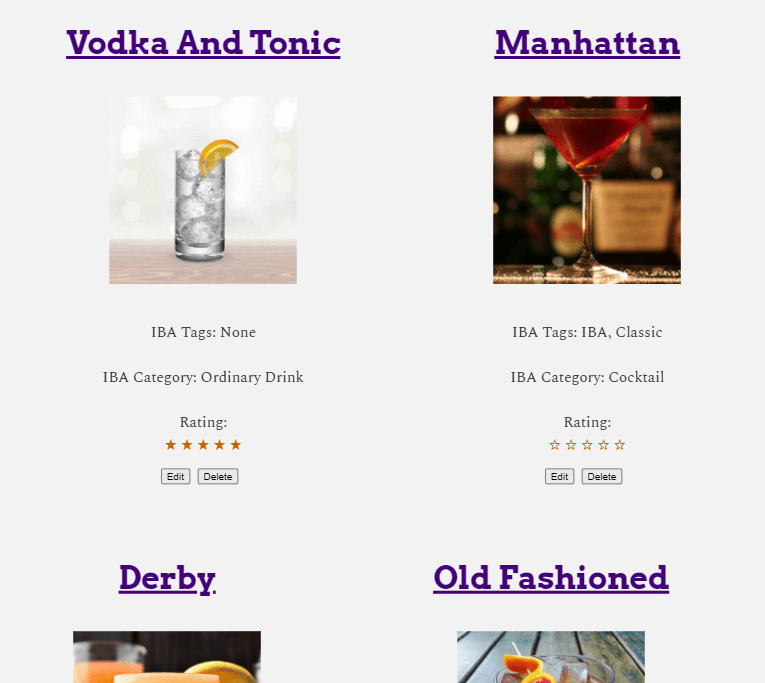 Vodka And Tonic
Manhattan
IBA Tags: None
IBA Tags: IBA, Classic
IBA Category: Ordinary Drink
IBA Category: Cocktail
Rating:
Rating:
★ ★ ★ ★ ★
☆ ☆ ☆ ☆ ☆
Edit Delete
Edit Delete
Derby
Old Fashioned